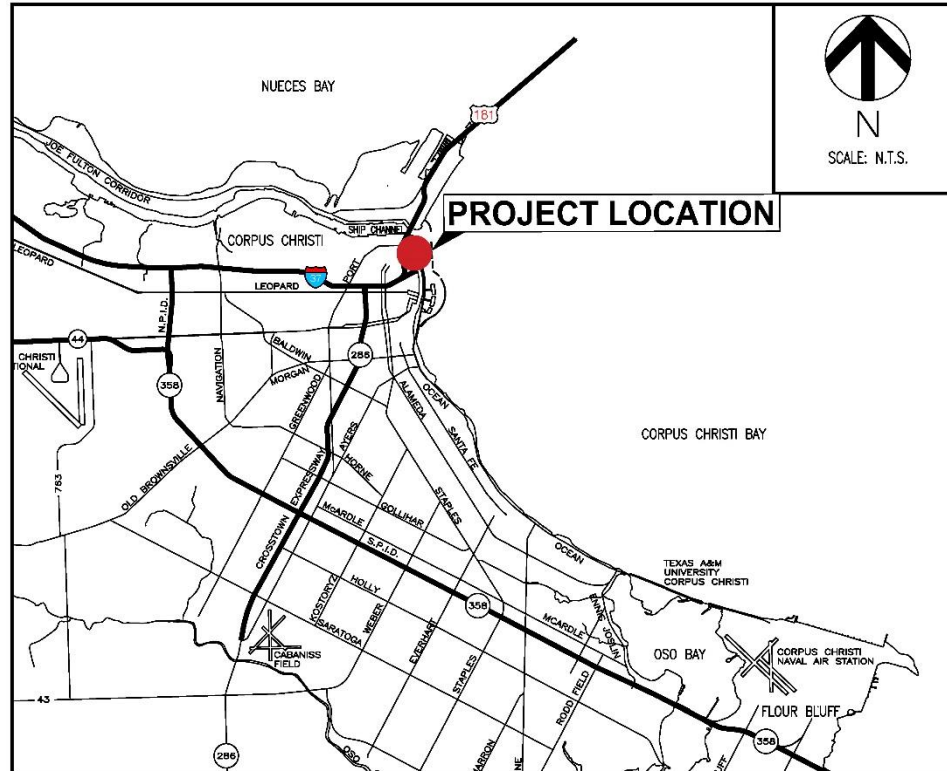 NUECES BAY
181
N
SCALE: N.T.S.
JOE FULTON CORRIDOR
SHIP CHANNEL
PROJECT LOCATION
CORPUS CHRISTI
PORT
LEOPARD
37
LEOPARD
N.P.I.D.
44
CHRISTI
TIONAL
NAVIGATION
BALDWIN
MORGAN
286
358
GREENWOOD
ALAMEDA
OCEAN
SANTA FE
AYERS
CORPUS CHRISTI BAY
EXPRESSWAY
HORNE
763
OLD BROWNSVILLE
CROSSTOWN
McARDLE
GOLLIHAR
STAPLES
S.P.I.D.
OCEAN
TEXAS A&M
UNIVERSITY
CORPUS CHRISTI
KOSTORYZ
HOLLY
SARATOGA
WEBER
358
McARDLE
ENNIS JOSLIN
EVERHART
STAPLES
CABANISS
FIELD
OSO BAY
CORPUS CHRISTI
NAVAL AIR STATION
RODD FIELD
43
FLOUR BLUFF
286
OSO
358